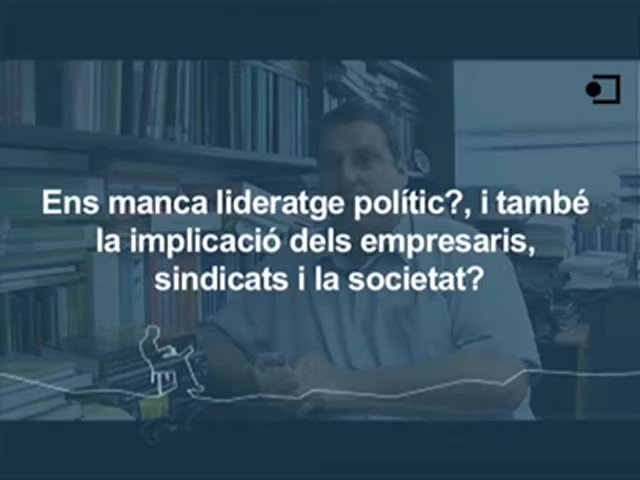 Ens manca lideratge polític?, i també
la implicació dels empresaris,
sindicats i la societat?